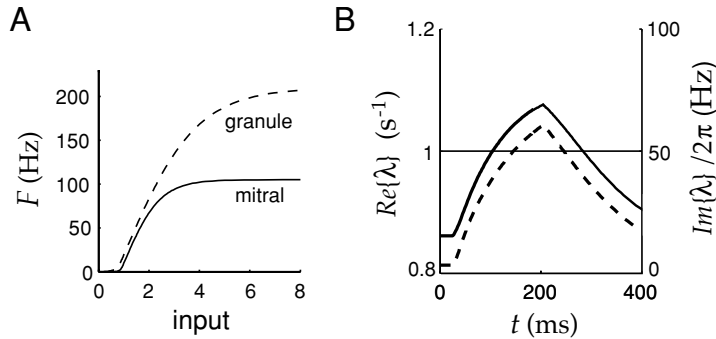 A
F (Hz)
200
150
100
50
0
granule
mitral
0 2 4 6 8
input
B
Re{λ} (s⁻¹)
1.2
1
0.8
100
50
0
Im{λ} /2π (Hz)
0 200 400
t (ms)